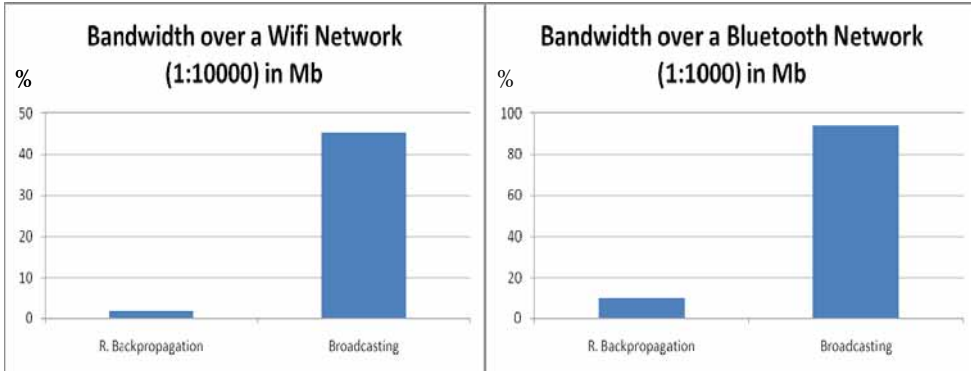 Bandwidth over a Wifi Network
(1:10000) in Mb
%
50
40
30
20
10
0
R. Backpropagation Broadcasting
Bandwidth over a Bluetooth Network
(1:1000) in Mb
%
100
80
60
40
20
0
R. Backpropagation Broadcasting